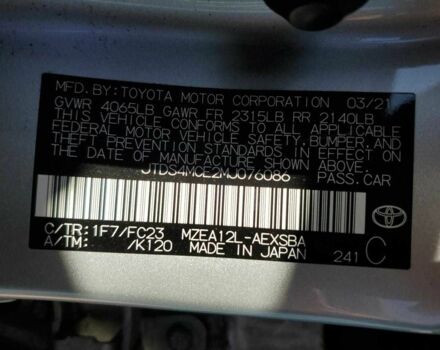 MFD.BY:TOYOTA MOTOR CORPORATION 03/21
GVWR 4065LB GAWR FR 2315LB RR 2140LB
THIS VEHICLE CONFORMS TO ALL APPLICABLE
FEDERAL MOTOR VEHICLE SAFETY,BUMPER,AND
THEFT PREVENTION STANDARDS IN EFFECT ON
THE DATE OF MANUFACTURE SHOWN ABOVE.
JTDS4MCE2MJ076086 PASS.CAR
C/TR:1F7/FC23 MZEA12L-AEXSBA
A/TM: /K120 MADE IN JAPAN 241 C